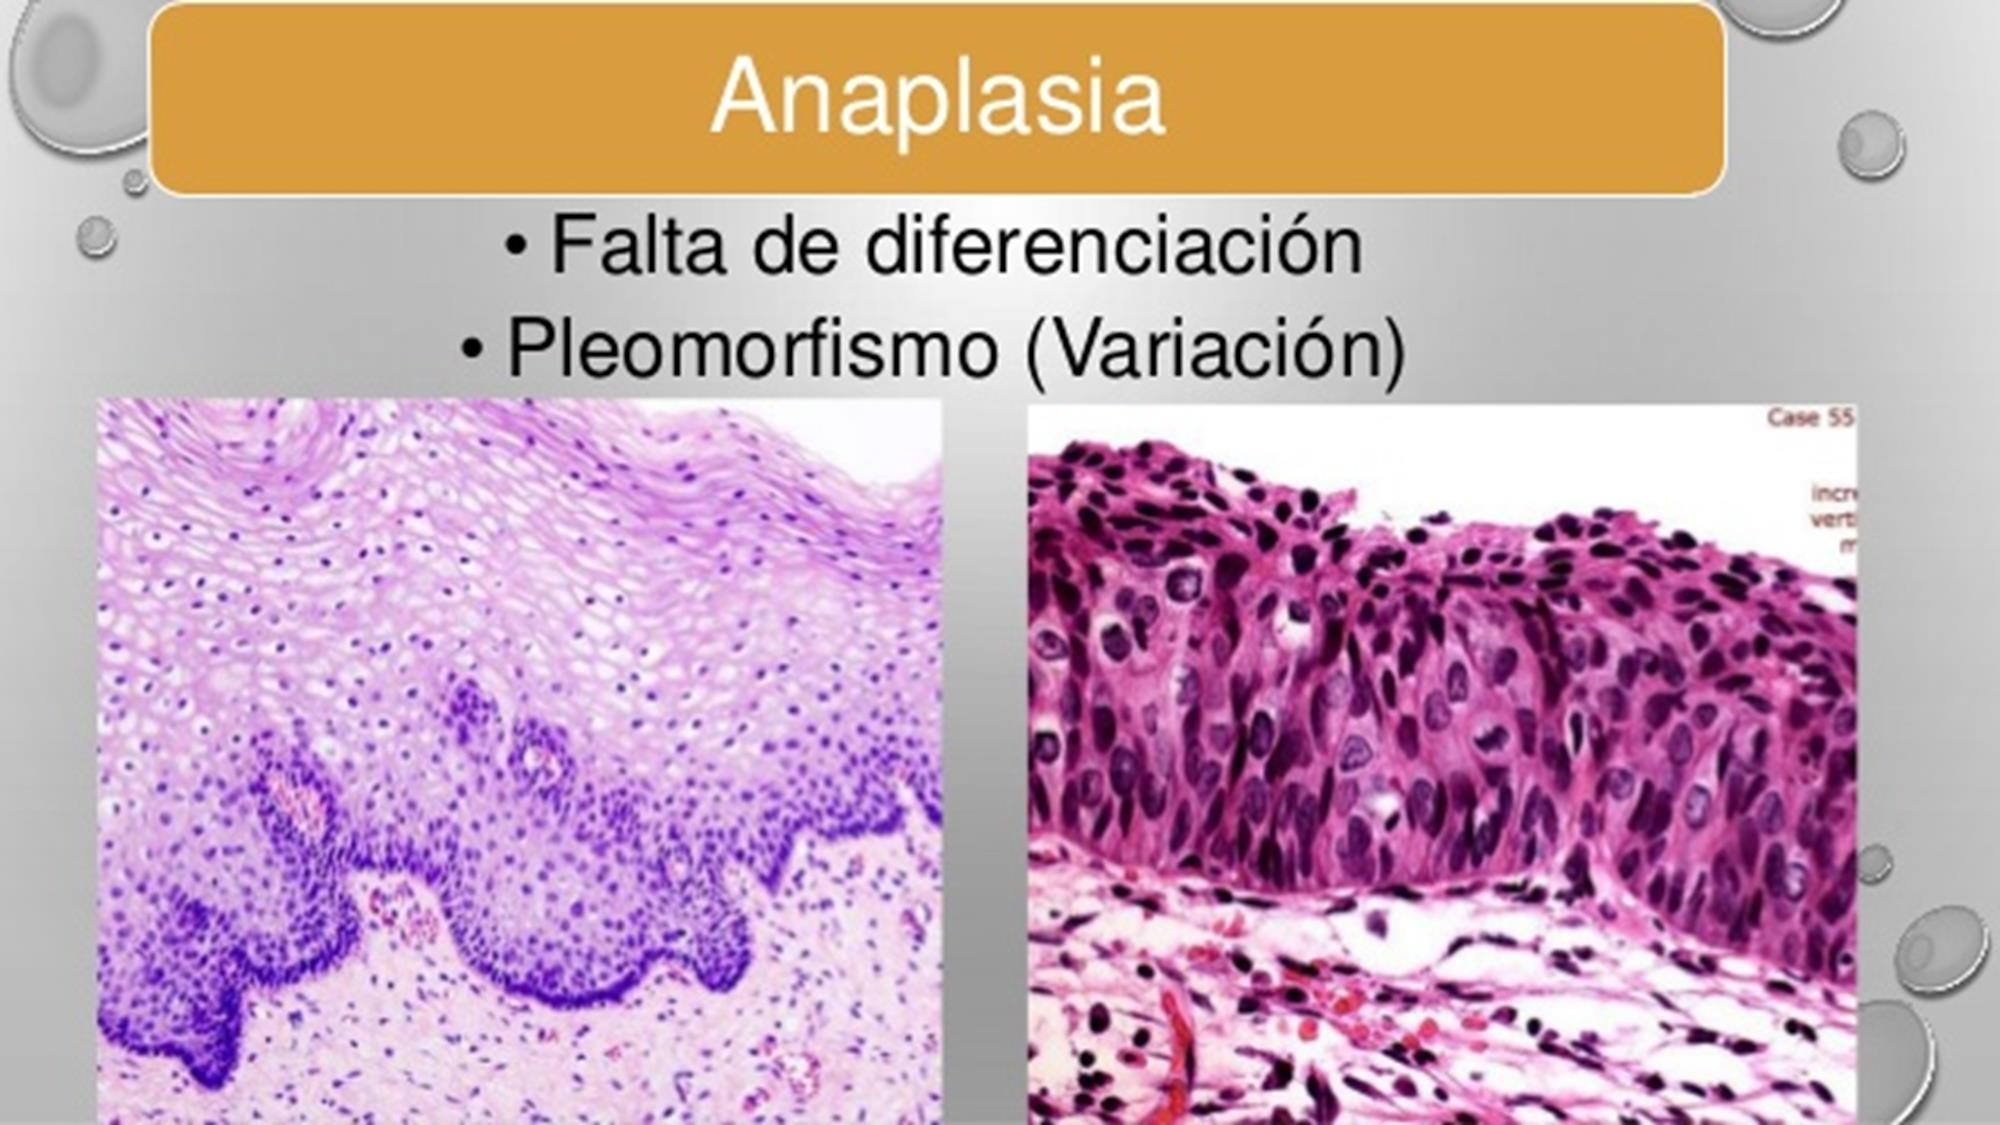 Anaplasia
• Falta de diferenciación
• Pleomorfismo (Variación)
Case 55